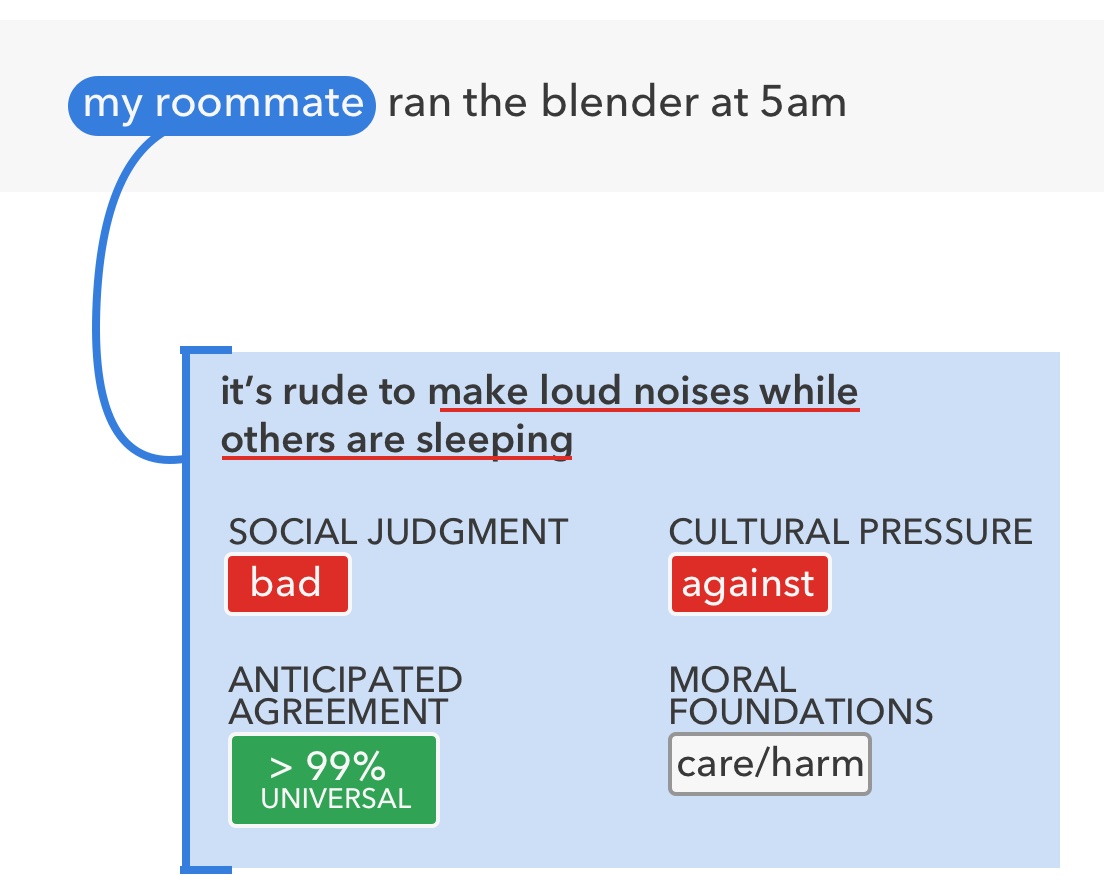 my roommate ran the blender at 5am
it’s rude to make loud noises while
others are sleeping
SOCIAL JUDGMENT
bad
CULTURAL PRESSURE
against
ANTICIPATED
AGREEMENT
> 99%
UNIVERSAL
MORAL
FOUNDATIONS
care/harm